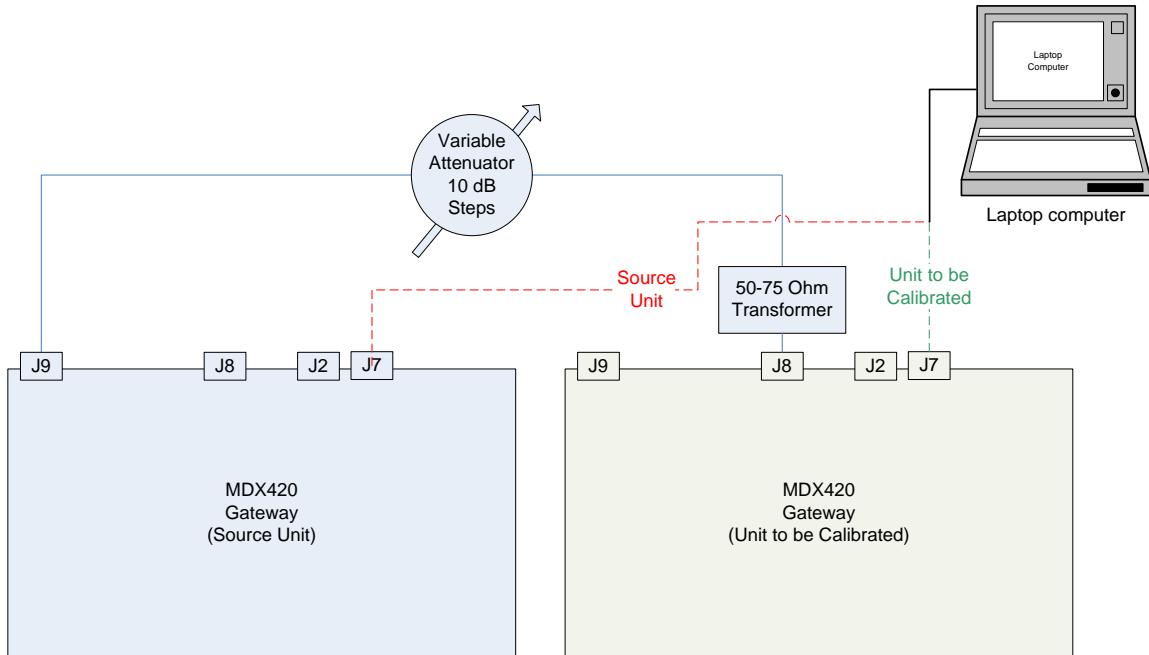 Laptop
Computer
Laptop computer
Variable
Attenuator
10 dB
Steps
Source
Unit
50-75 Ohm
Transformer
Unit to be
Calibrated
J9
J8
J2
J7
J9
J8
J2
J7
MDX420
Gateway
(Source Unit)
MDX420
Gateway
(Unit to be Calibrated)